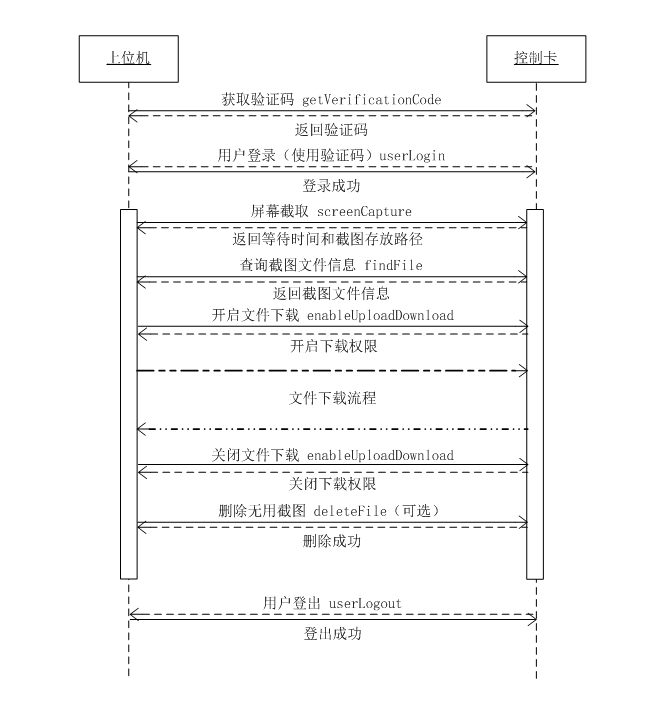 上位机
控制卡
获取验证码 getVerificationCode
返回验证码
用户登录（使用验证码）userLogin
登录成功
屏幕截取 screenCapture
返回等待时间和截图存放路径
查询截图文件信息 findFile
返回截图文件信息
开启文件下载 enableUploadDownload
开启下载权限
文件下载流程
关闭文件下载 enableUploadDownload
关闭下载权限
删除无用截图 deleteFile（可选）
删除成功
用户登出 userLogout
登出成功